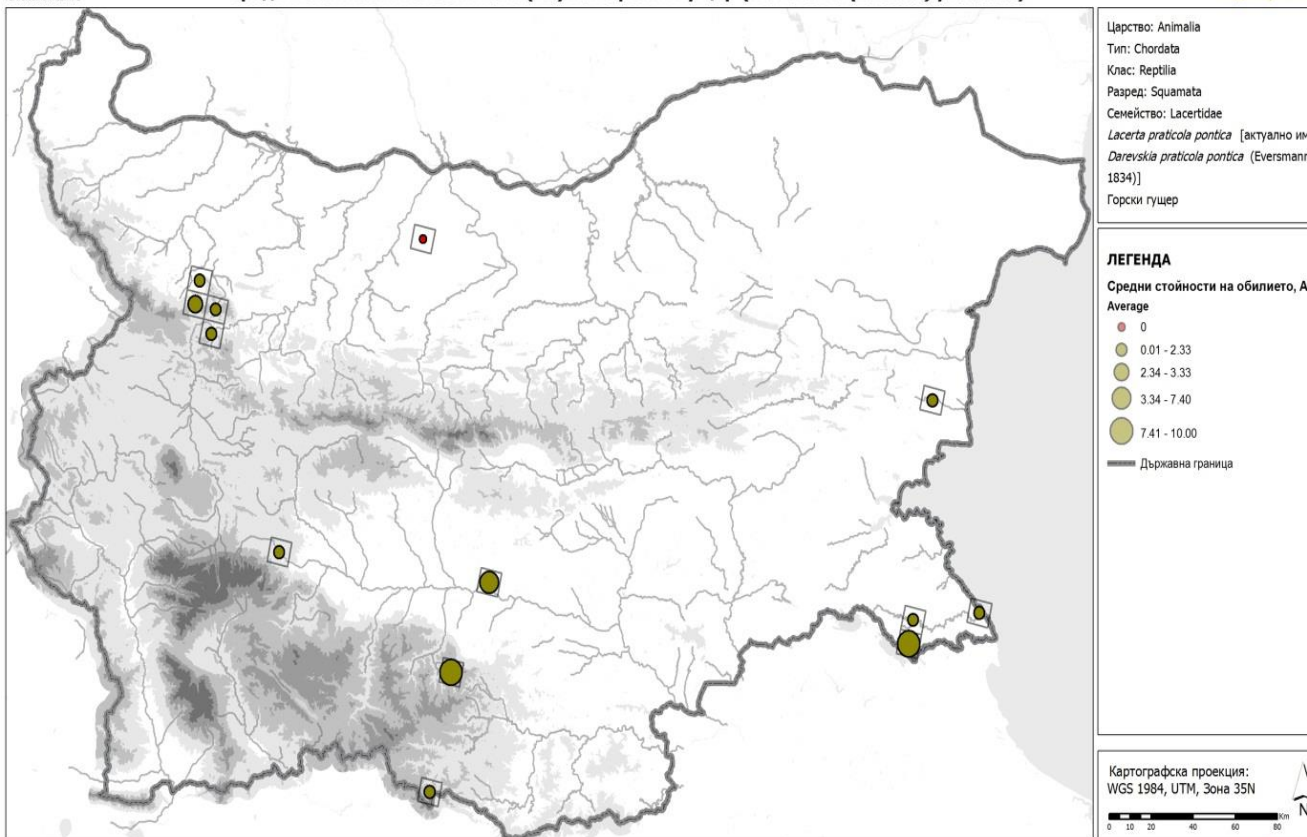 Царство: Animalia
Тип: Chordata
Клас: Reptilia
Разред: Squamata
Семейство: Lacertidae
Lacerta praticola pontica [актуално им
Darevskia praticola pontica (Eversmann
1834)]
Горски гущер
ЛЕГЕНДА
Средни стойности на обилието, А
Average
0
0.01 - 2.33
2.34 - 3.33
3.34 - 7.40
7.41 - 10.00
Държавна граница
Картографска проекция:
WGS 1984, UTM, Зона 35N
N
Km
0 10 20 40 60 80